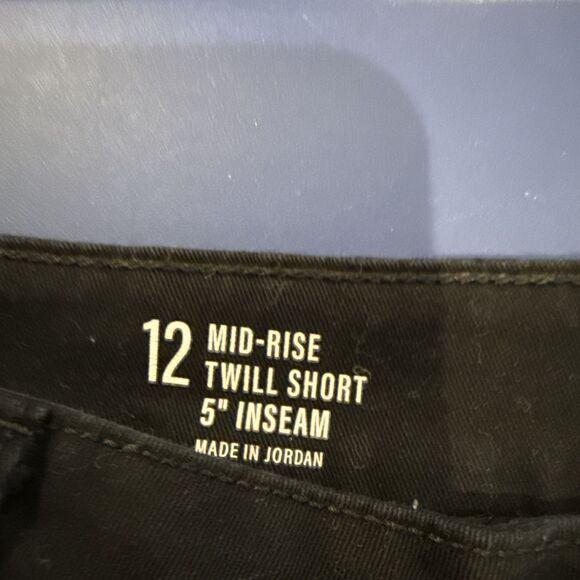 12
MID-RISE
TWILL SHORT
5" INSEAM
MADE IN JORDAN